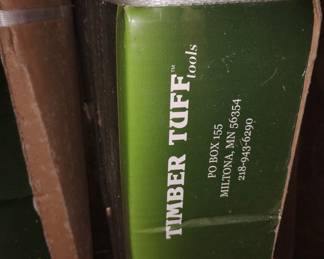 TIMBER TUFF™
tools
PO BOX 155
MILTONA, MN 56354
218-943-6290